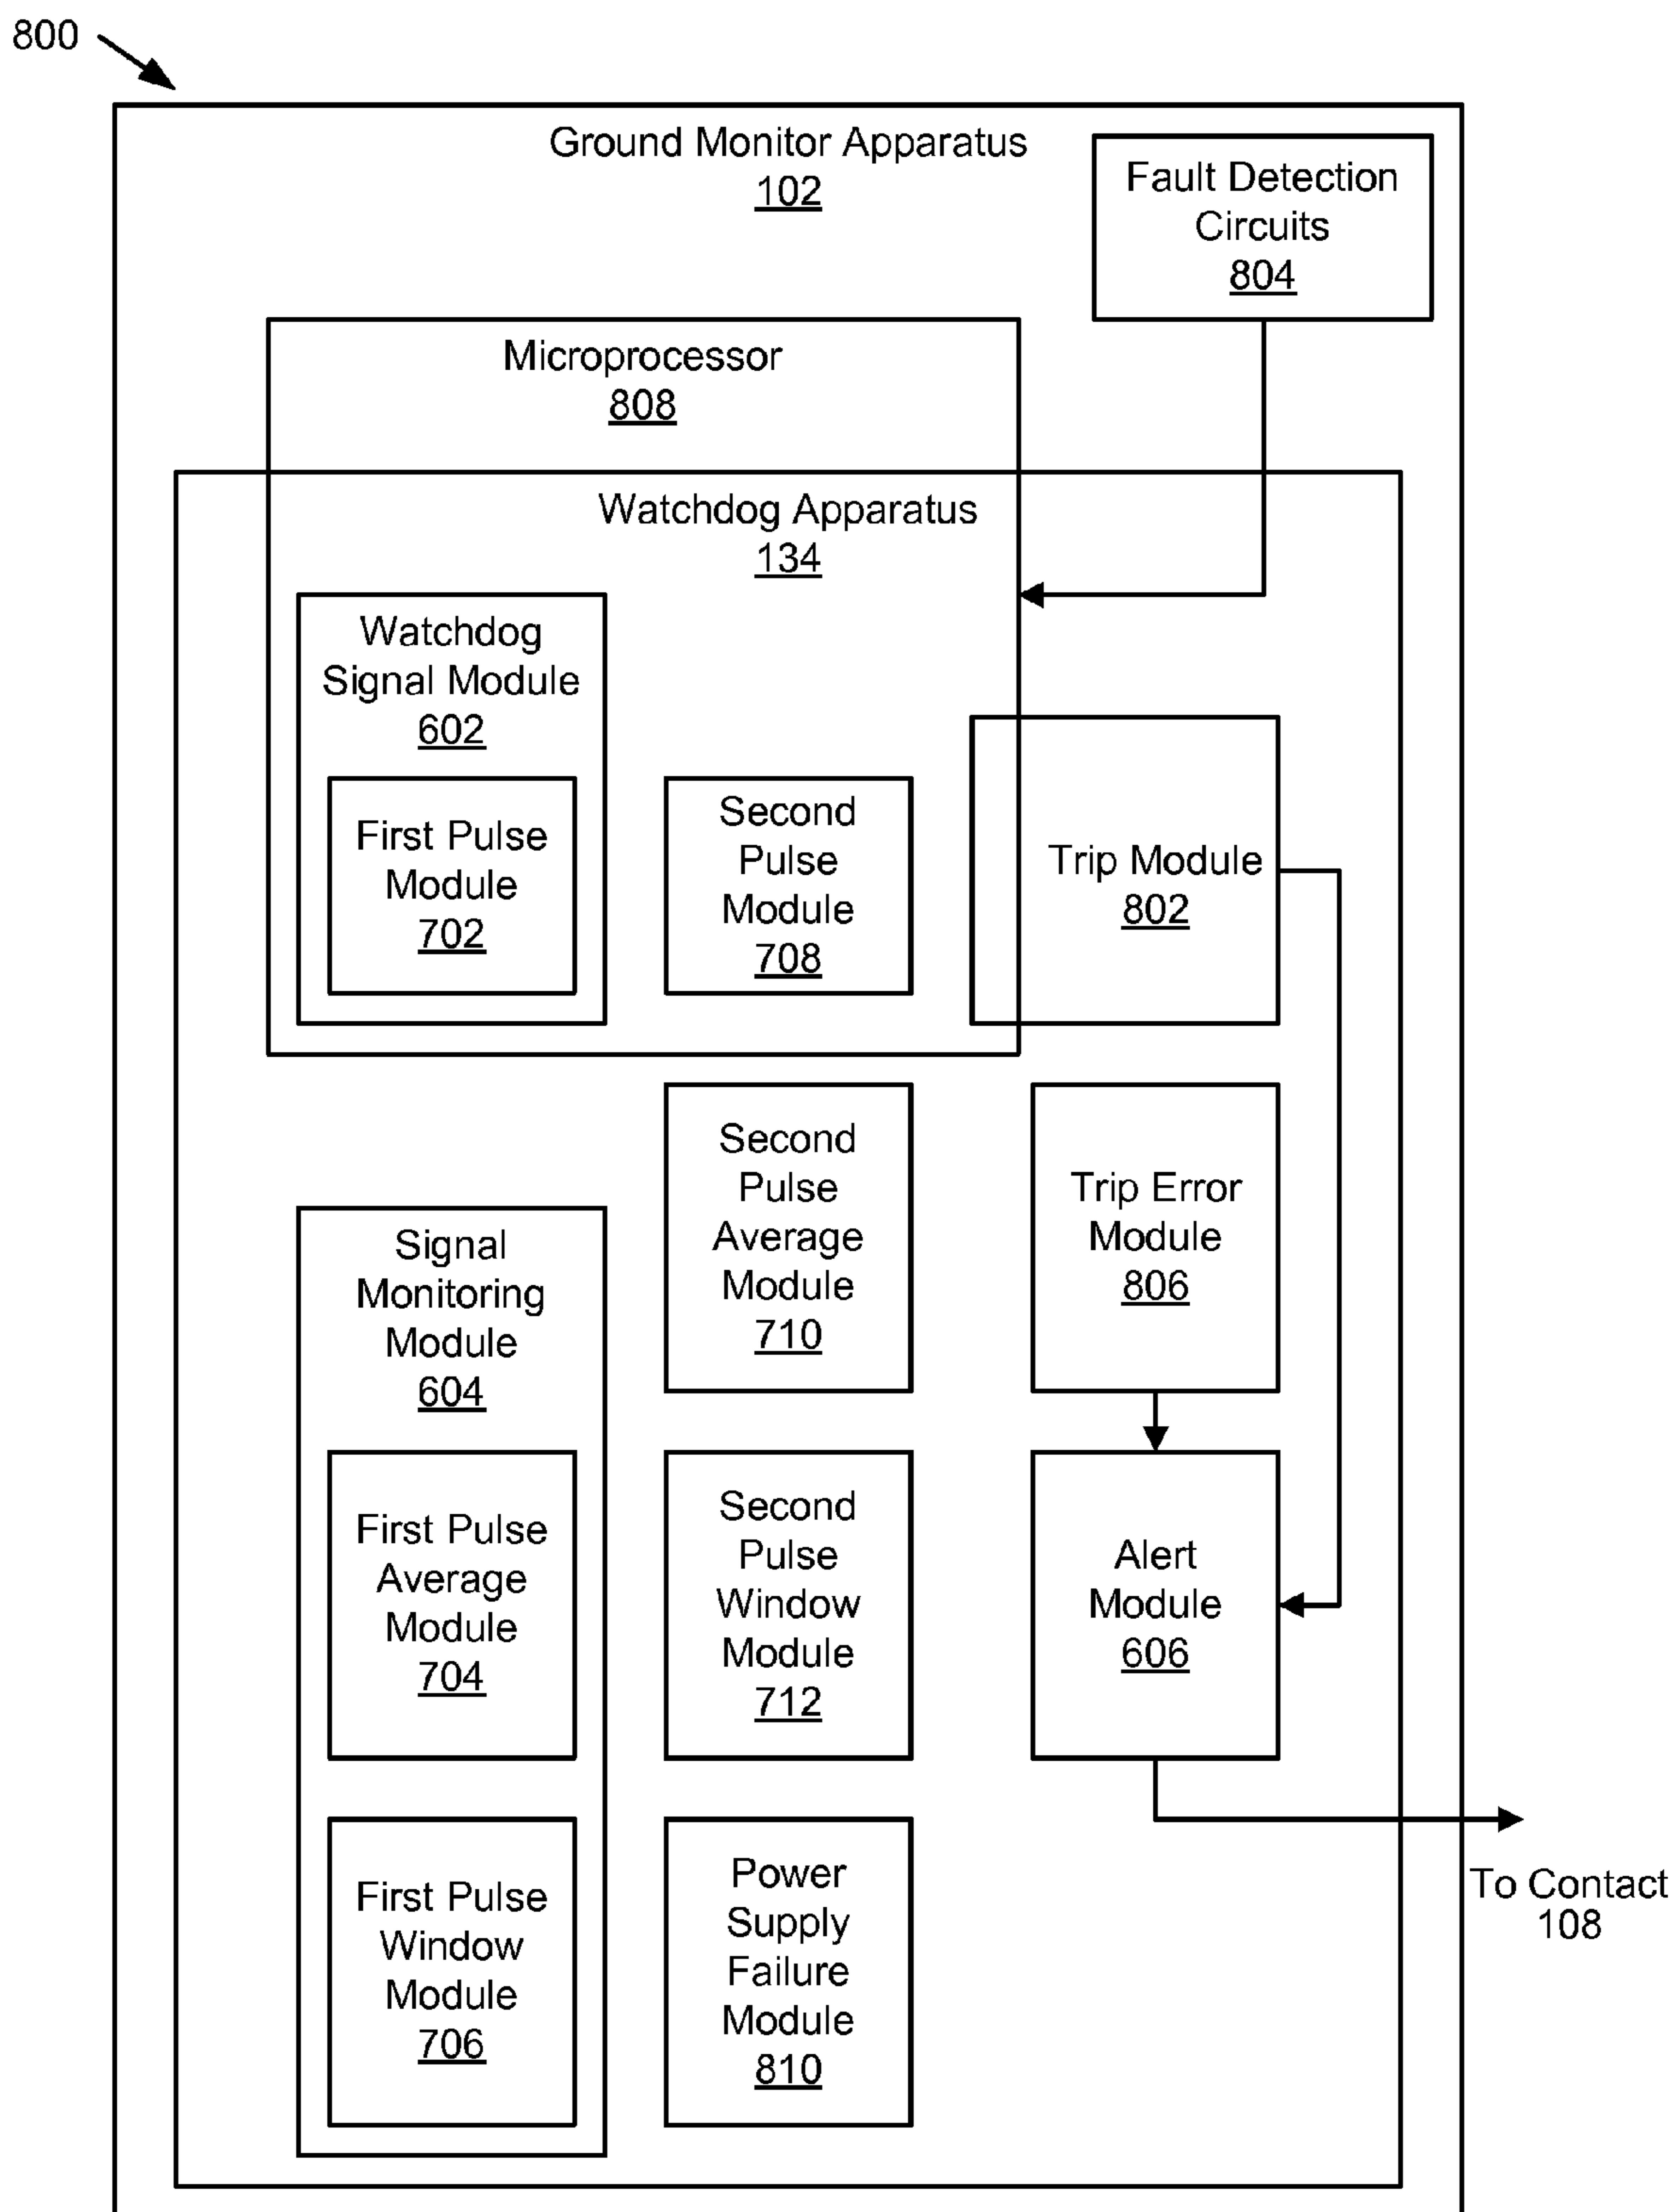 800
Ground Monitor Apparatus
102
Fault Detection
Circuits
804
Microprocessor
808
Watchdog Apparatus
134
Watchdog
Signal Module
602
First Pulse
Module
702
Second
Pulse
Module
708
Trip Module
802
Second
Pulse
Average
Module
710
Trip Error
Module
806
Signal
Monitoring
Module
604
First Pulse
Average
Module
704
Second
Pulse
Window
Module
712
Alert
Module
606
First Pulse
Window
Module
706
Power
Supply
Failure
Module
810
To Contact
108